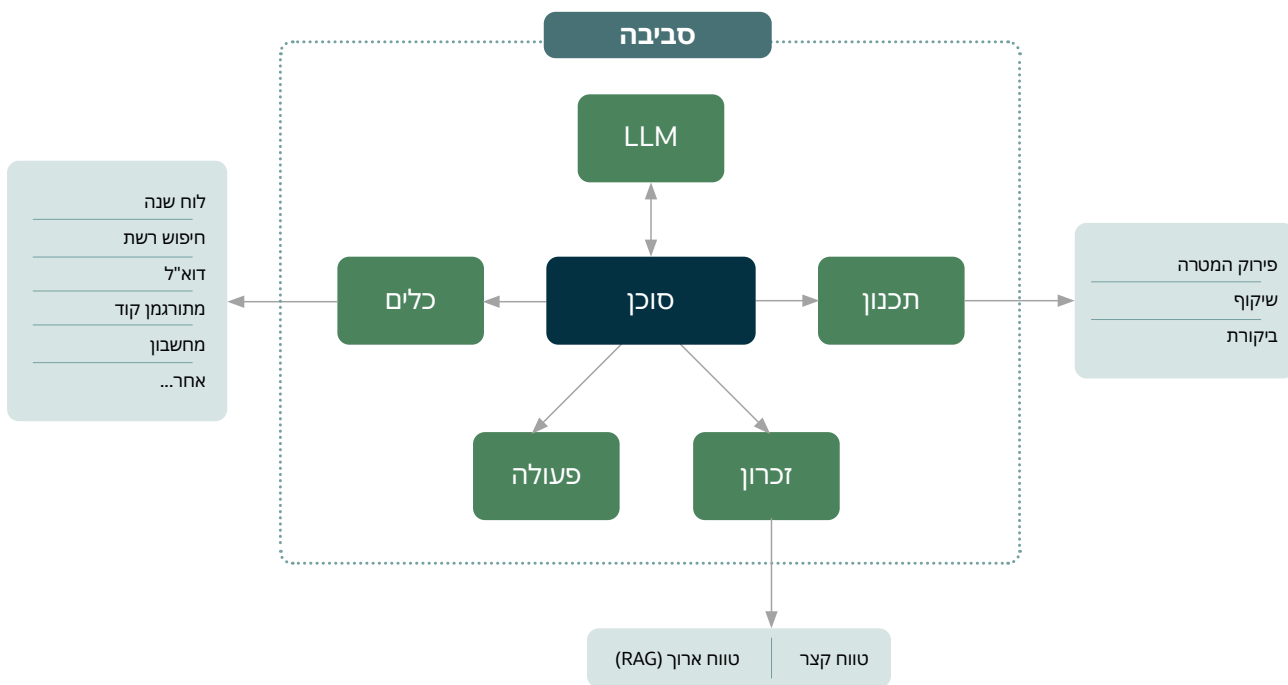 סביבה
LLM
תכנון
סוכן
כלים
זכרון
פעולה
פירוק המטרה
שיקוף
ביקורת
לוח שנה
חיפוש רשת
דוא"ל
מתורגמן קוד
מחשבון
אחר...
טווח קצר
טווח ארוך (RAG)